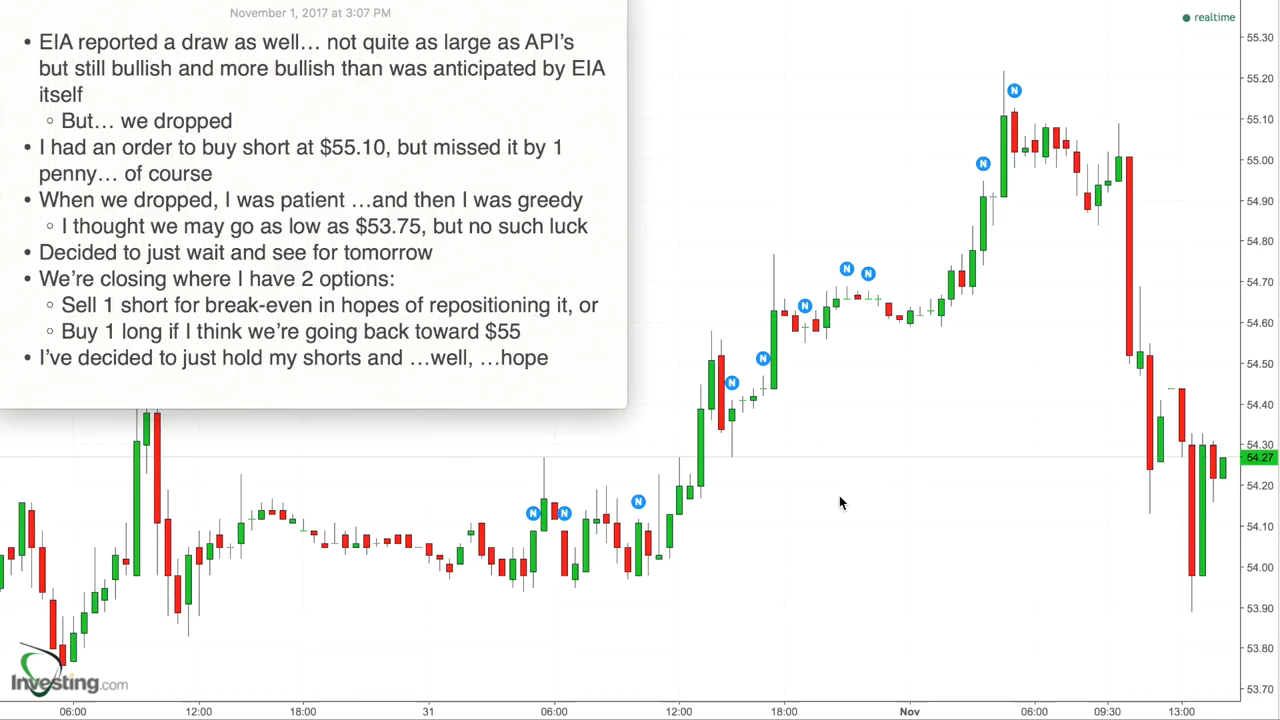 November 1, 2017 at 3:07 PM
realtime
• EIA reported a draw as well… not quite as large as API’s
but still bullish and more bullish than was anticipated by EIA
itself
◦ But… we dropped
• I had an order to buy short at $55.10, but missed it by 1
penny… of course
• When we dropped, I was patient …and then I was greedy
◦ I thought we may go as low as $53.75, but no such luck
• Decided to just wait and see for tomorrow
• We’re closing where I have 2 options:
◦ Sell 1 short for break-even in hopes of repositioning it, or
◦ Buy 1 long if I think we’re going back toward $55
• I’ve decided to just hold my shorts and …well, …hope
N
N
N
N
N
N
N
N
N
N
N
55.30
55.20
55.10
55.00
54.90
54.80
54.70
54.60
54.50
54.40
54.30
54.27
54.20
54.10
54.00
53.90
53.80
53.70
Investing.com
06:00 12:00 18:00 31 06:00 12:00 18:00 Nov 06:00 09:30 13:00